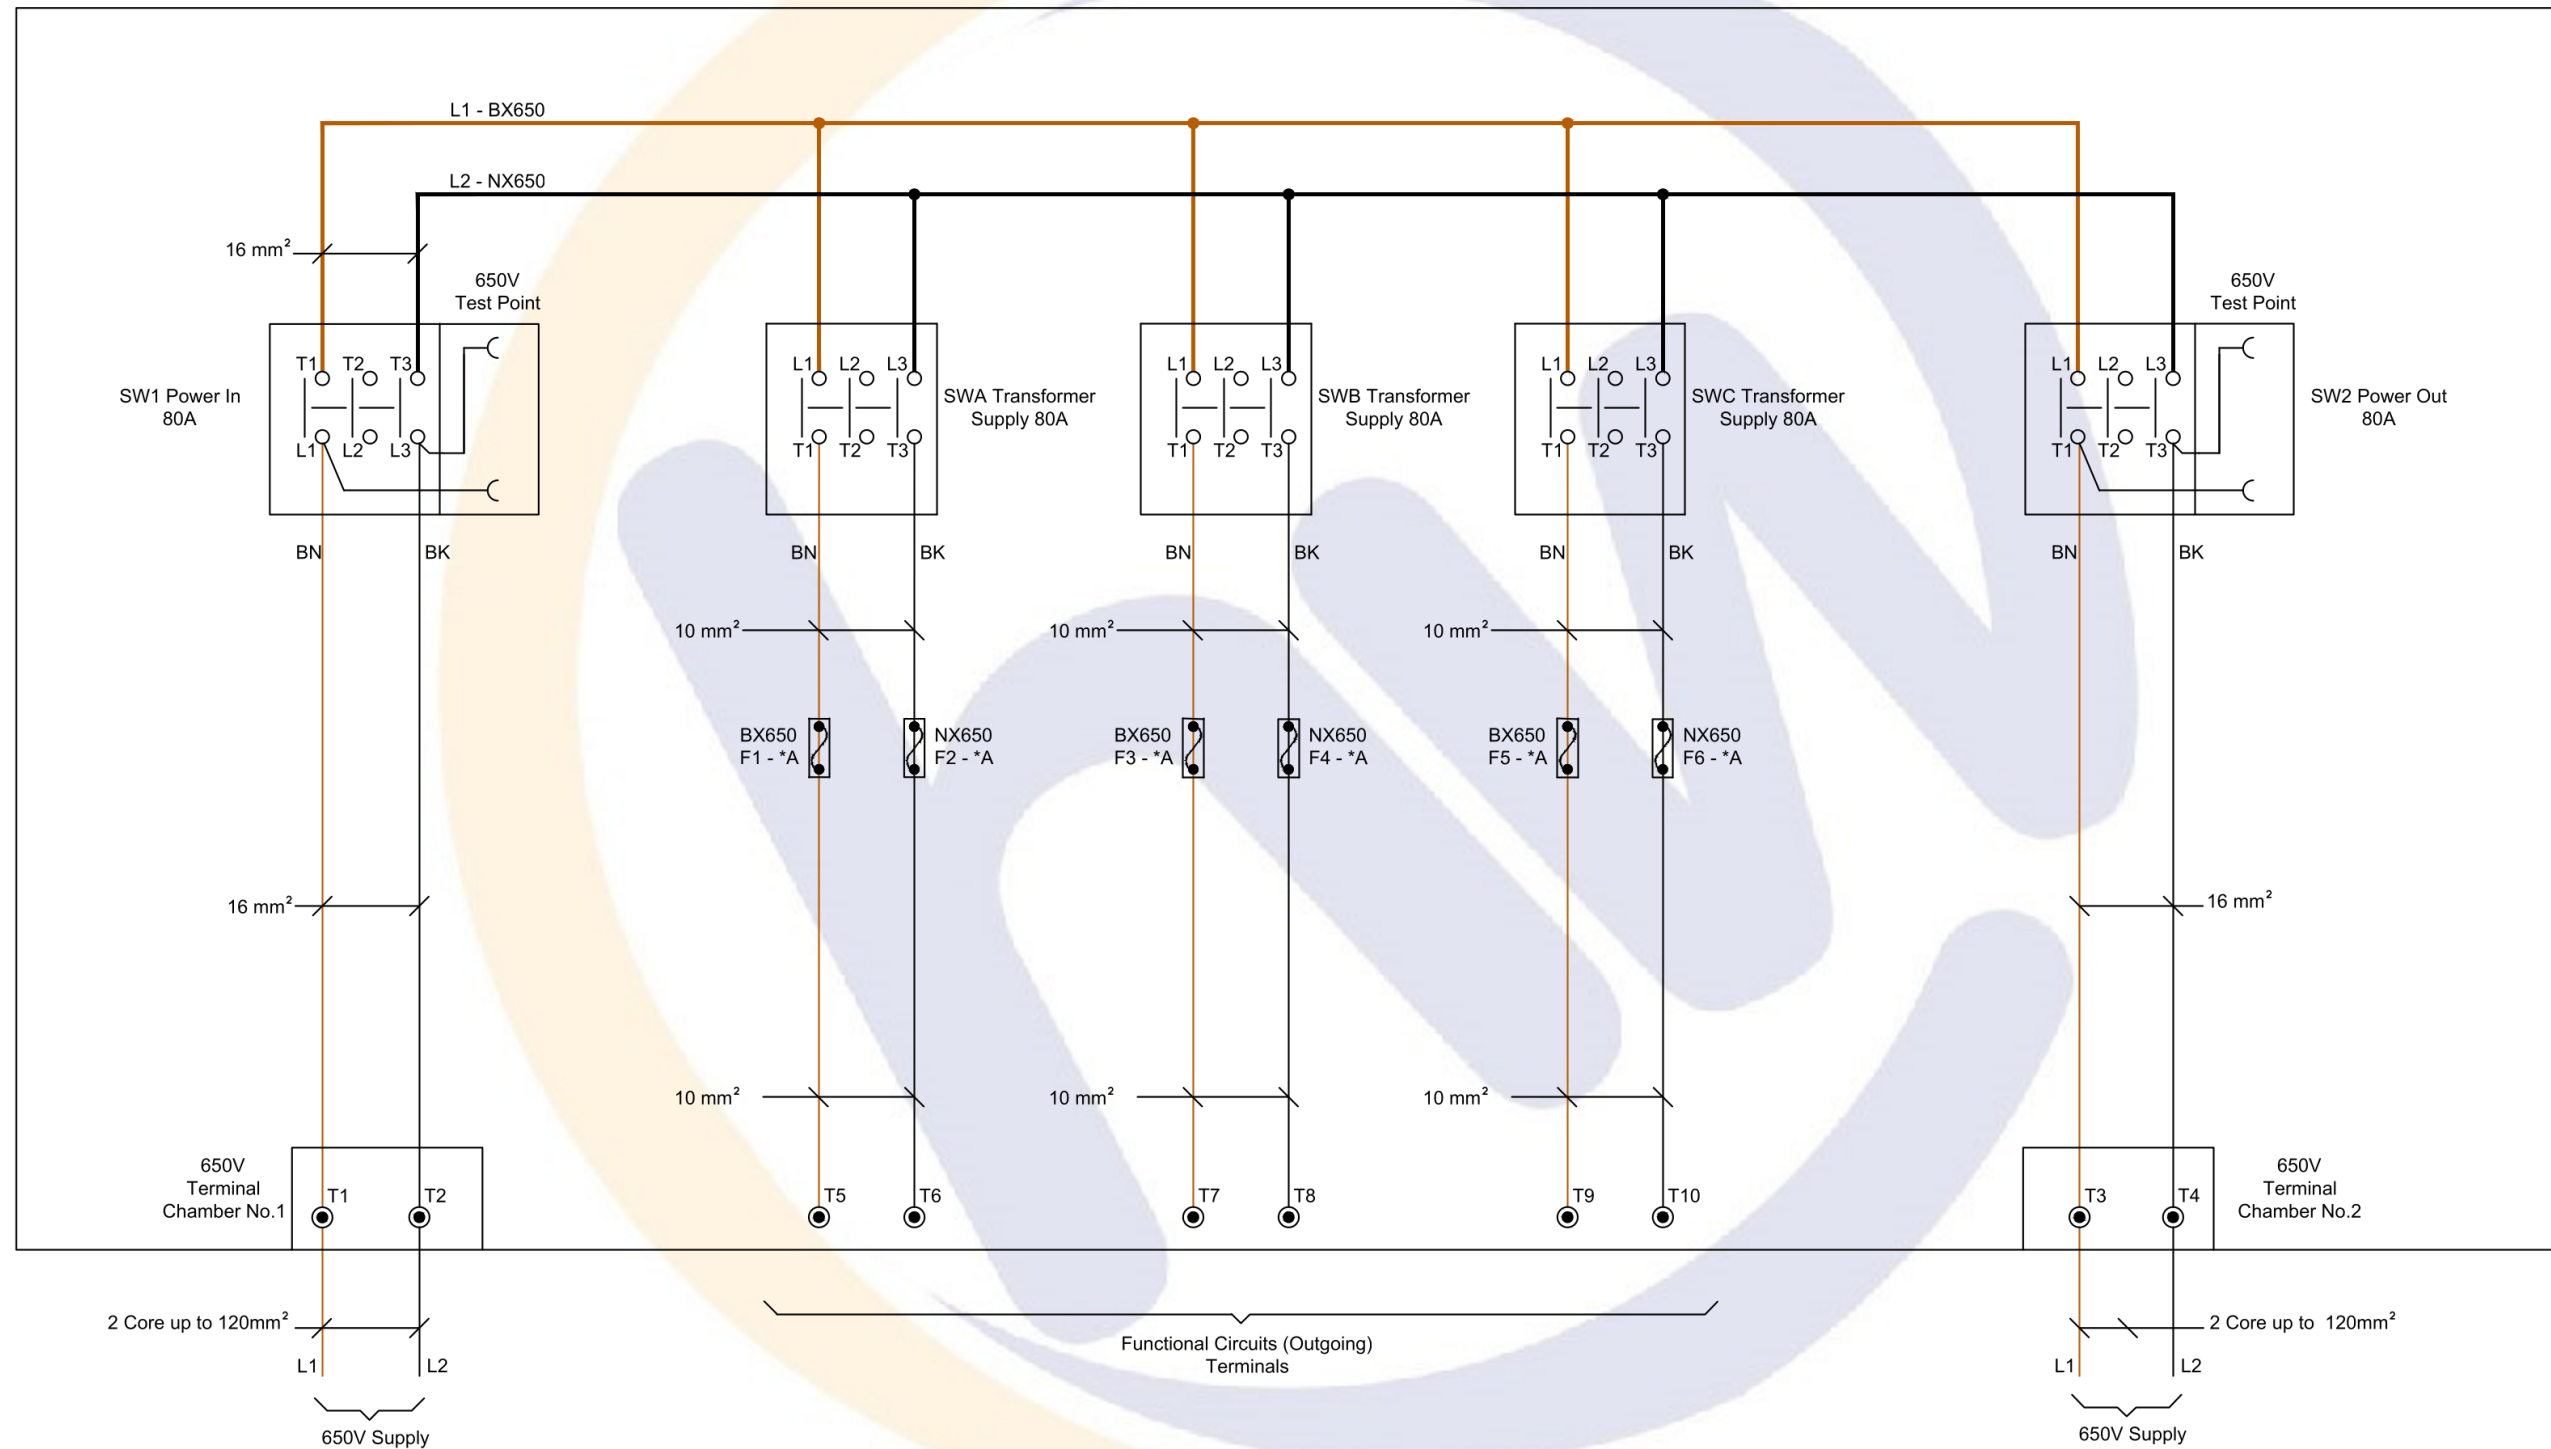 L1 - BX650
L2 - NX650
16 mm²
650V
Test Point
650V
Test Point
T1 T2 T3
L1 L2 L3
SW1 Power In
80A
L1 L2 L3
T1 T2 T3
SWA Transformer
Supply 80A
L1 L2 L3
T1 T2 T3
SWB Transformer
Supply 80A
L1 L2 L3
T1 T2 T3
SWC Transformer
Supply 80A
L1 L2 L3
T1 T2 T3
SW2 Power Out
80A
BN BK
BN BK
BN BK
BN BK
BN BK
10 mm²
10 mm²
10 mm²
BX650
F1 - *A
NX650
F2 - *A
BX650
F3 - *A
NX650
F4 - *A
BX650
F5 - *A
NX650
F6 - *A
16 mm²
16 mm²
10 mm²
10 mm²
10 mm²
650V
Terminal
Chamber No.1
T1 T2
T5 T6
T7 T8
T9 T10
T3 T4
650V
Terminal
Chamber No.2
2 Core up to 120mm²
L1 L2
650V Supply
Functional Circuits (Outgoing)
Terminals
2 Core up to 120mm²
L1 L2
650V Supply